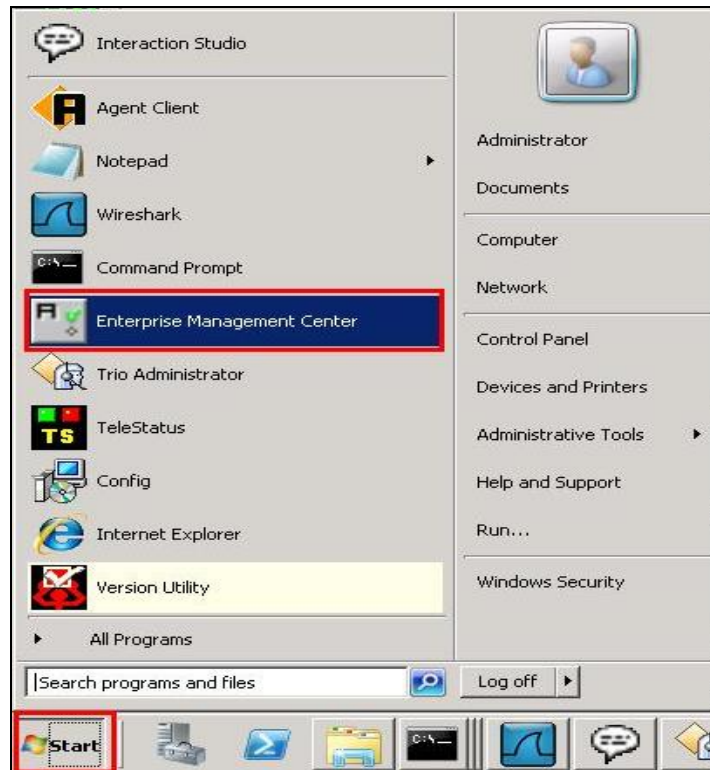 Interaction Studio
Agent Client
Notepad
Wireshark
C:\
Command Prompt
Enterprise Management Center
Trio Administrator
TS
TeleStatus
Config
Internet Explorer
Version Utility
All Programs
Search programs and files
Administrator
Documents
Computer
Network
Control Panel
Devices and Printers
Administrative Tools
Help and Support
Run...
Windows Security
Log off
Start
C:\